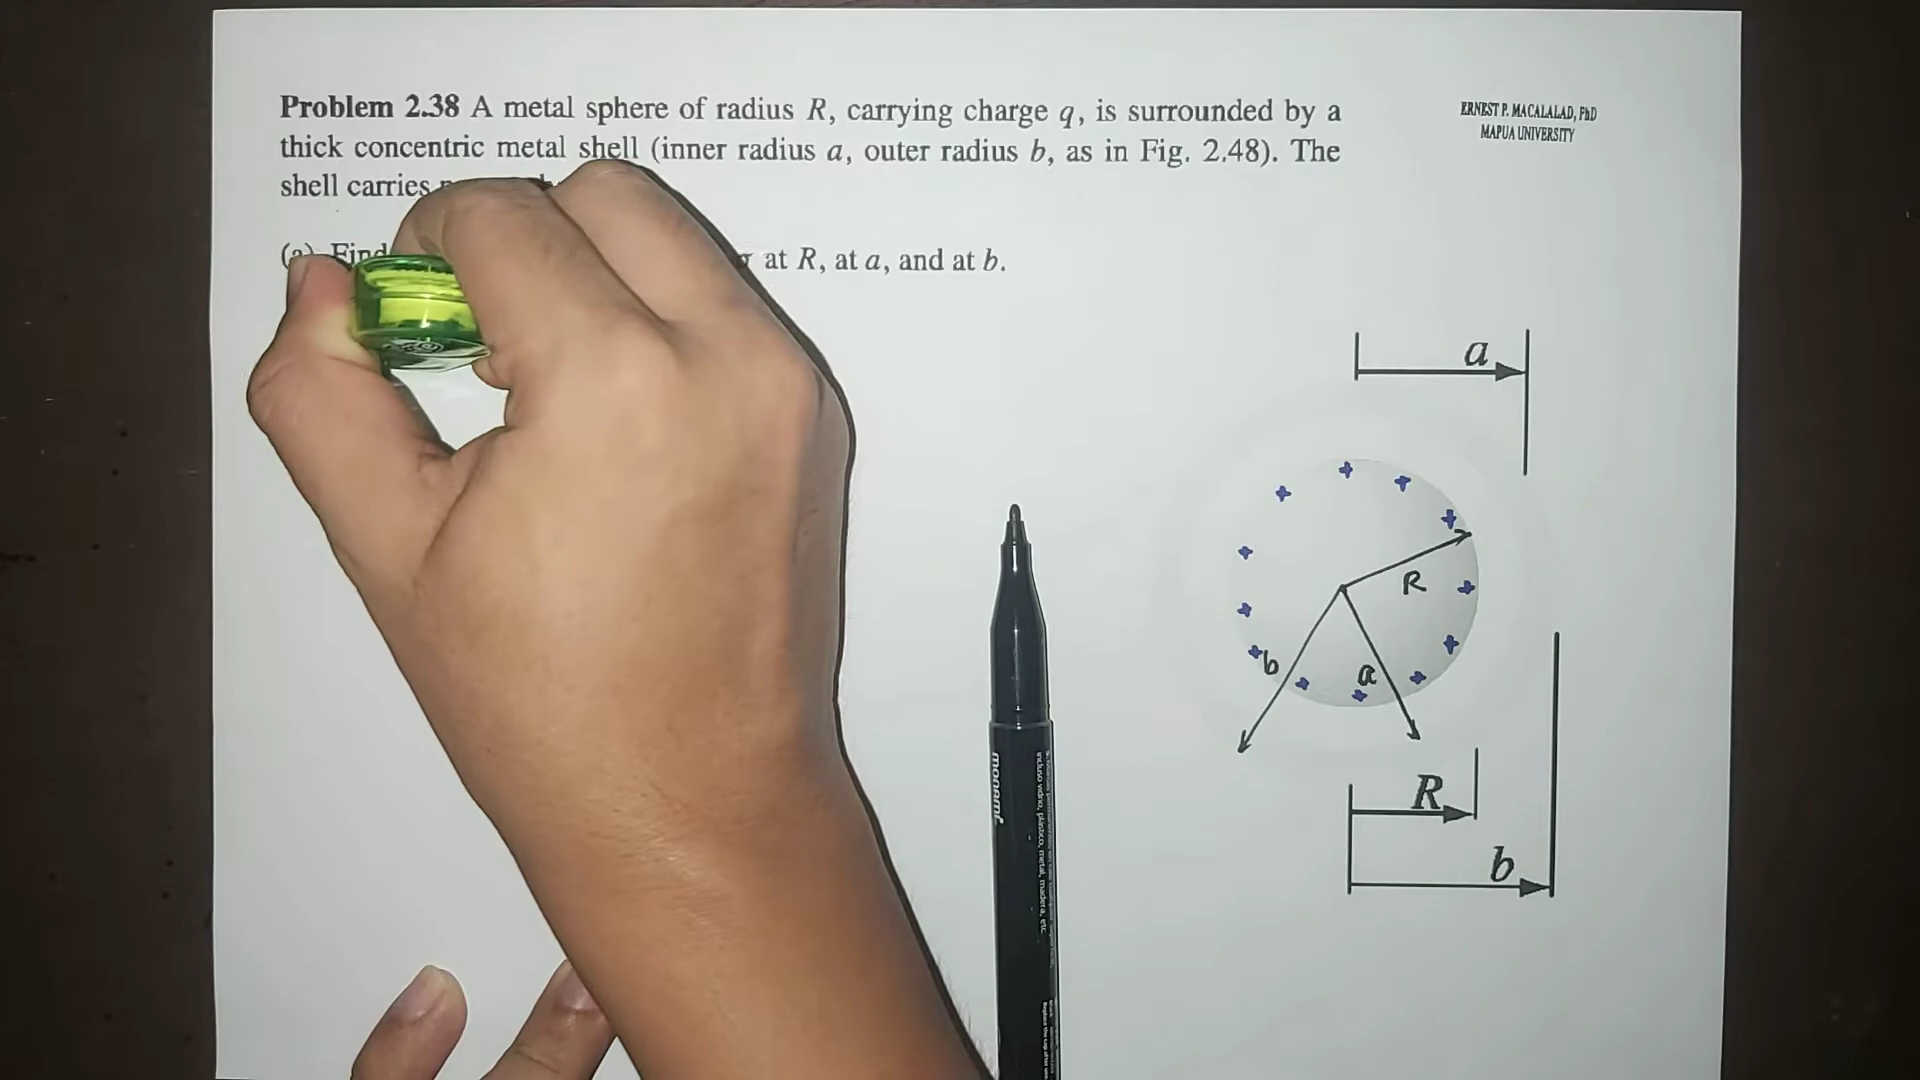 Problem 2.38 A metal sphere of radius R, carrying charge q, is surrounded by a
thick concentric metal shell (inner radius a, outer radius b, as in Fig. 2.48). The
shell carries
(a) Find σ at R, at a, and at b.
ERNEST P. MACALALAD, PhD
MAPUA UNIVERSITY
a
R
b
a
R
b
monami